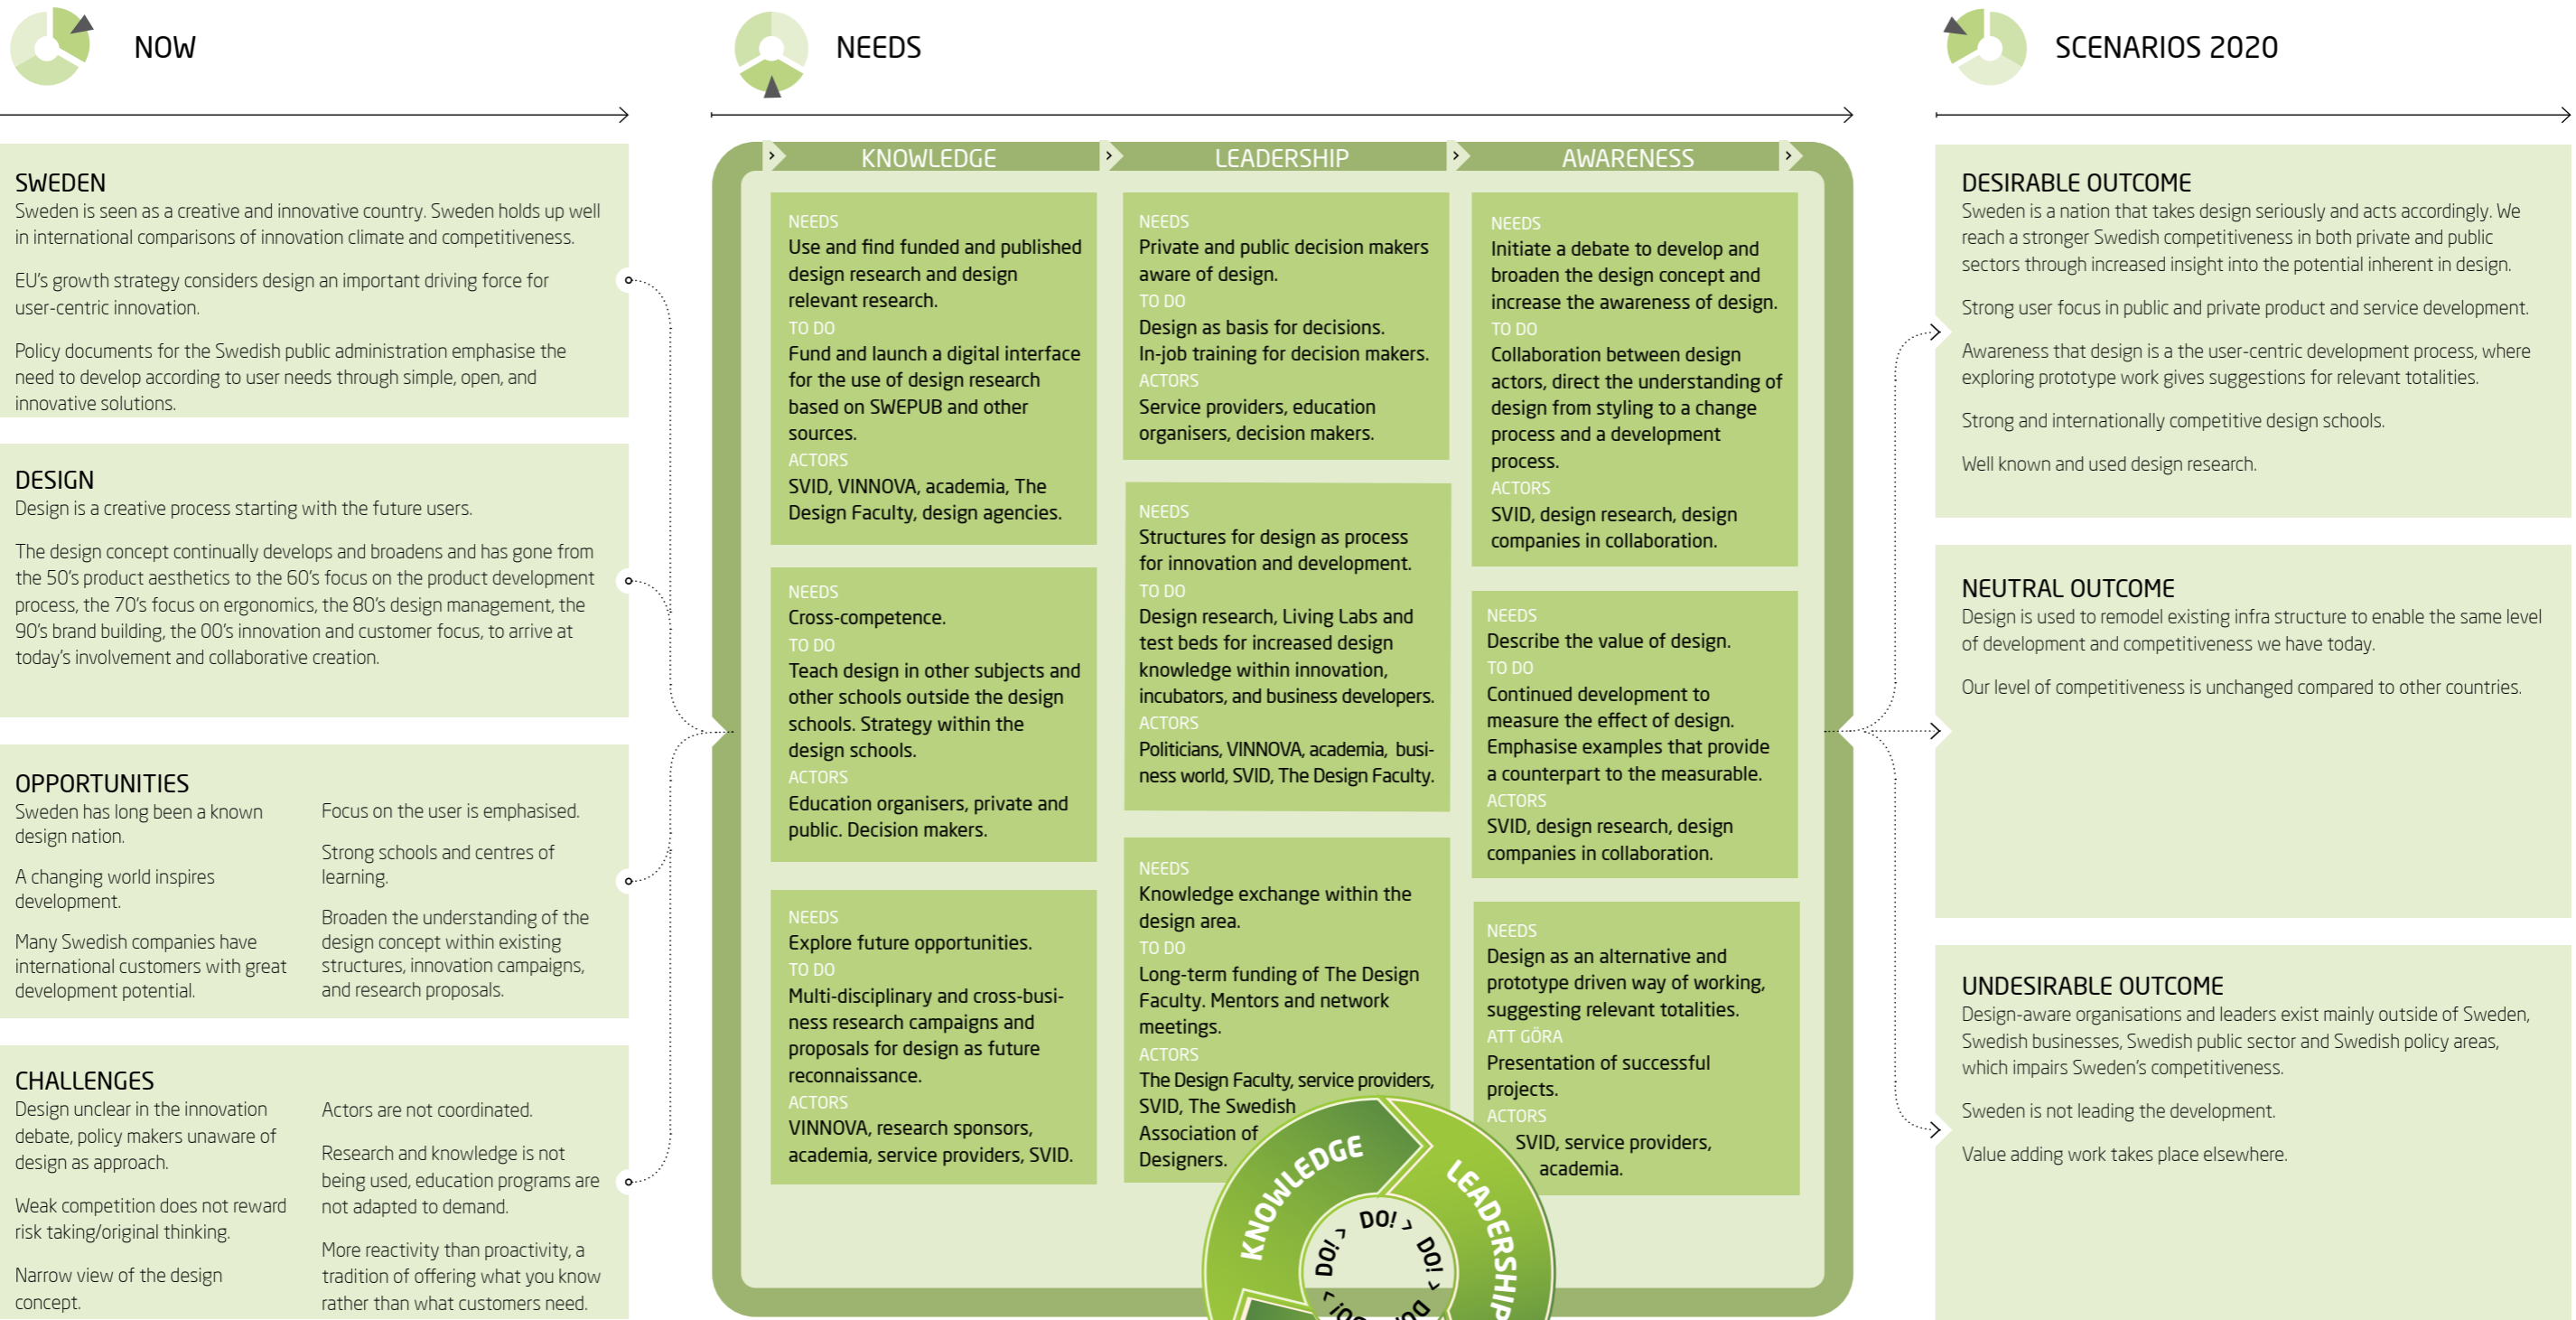 NOW
SWEDEN
Sweden is seen as a creative and innovative country. Sweden holds up well
in international comparisons of innovation climate and competitiveness.
EU's growth strategy considers design an important driving force for
user-centric innovation.
Policy documents for the Swedish public administration emphasise the
need to develop according to user needs through simple, open, and
innovative solutions.
DESIGN
Design is a creative process starting with the future users.
The design concept continually develops and broadens and has gone from
the 50's product aesthetics to the 60's focus on the product development
process, the 70's focus on ergonomics, the 80's design management, the
90's brand building, the 00's innovation and customer focus, to arrive at
today's involvement and collaborative creation.
OPPORTUNITIES
Sweden has long been a known
design nation.
A changing world inspires
development.
Many Swedish companies have
international customers with great
development potential.
Focus on the user is emphasised.
Strong schools and centres of
learning.
Broaden the understanding of the
design concept within existing
structures, innovation campaigns,
and research proposals.
CHALLENGES
Design unclear in the innovation
debate, policy makers unaware of
design as approach.
Weak competition does not reward
risk taking/original thinking.
Narrow view of the design
concept.
Actors are not coordinated.
Research and knowledge is not
being used, education programs are
not adapted to demand.
More reactivity than proactivity, a
tradition of offering what you know
rather than what customers need.
NEEDS
KNOWLEDGE
NEEDS
Use and find funded and published
design research and design
relevant research.
TO DO
Fund and launch a digital interface
for the use of design research
based on SWEPUB and other
sources.
ACTORS
SVID, VINNOVA, academia, The
Design Faculty, design agencies.
NEEDS
Cross-competence.
TO DO
Teach design in other subjects and
other schools outside the design
schools. Strategy within the
design schools.
ACTORS
Education organisers, private and
public. Decision makers.
NEEDS
Explore future opportunities.
TO DO
Multi-disciplinary and cross-busi-
ness research campaigns and
proposals for design as future
reconnaissance.
ACTORS
VINNOVA, research sponsors,
academia, service providers, SVID.
LEADERSHIP
NEEDS
Private and public decision makers
aware of design.
TO DO
Design as basis for decisions.
In-job training for decision makers.
ACTORS
Service providers, education
organisers, decision makers.
NEEDS
Structures for design as process
for innovation and development.
TO DO
Design research, Living Labs and
test beds for increased design
knowledge within innovation,
incubators, and business developers.
ACTORS
Politicians, VINNOVA, academia, busi-
ness world, SVID, The Design Faculty.
NEEDS
Knowledge exchange within the
design area.
TO DO
Long-term funding of The Design
Faculty. Mentors and network
meetings.
ACTORS
The Design Faculty, service providers,
SVID, The Swedish
Association of
Designers.
AWARENESS
NEEDS
Initiate a debate to develop and
broaden the design concept and
increase the awareness of design.
TO DO
Collaboration between design
actors, direct the understanding of
design from styling to a change
process and a development
process.
ACTORS
SVID, design research, design
companies in collaboration.
NEEDS
Describe the value of design.
TO DO
Continued development to
measure the effect of design.
Emphasise examples that provide
a counterpart to the measurable.
ACTORS
SVID, design research, design
companies in collaboration.
NEEDS
Design as an alternative and
prototype driven way of working,
suggesting relevant totalities.
ATT GÖRA
Presentation of successful
projects.
ACTORS
SVID, service providers,
academia.
KNOWLEDGE
LEADERSHIP
DO! > DO! > DO! > DO! > DO! >
SCENARIOS 2020
DESIRABLE OUTCOME
Sweden is a nation that takes design seriously and acts accordingly. We
reach a stronger Swedish competitiveness in both private and public
sectors through increased insight into the potential inherent in design.
Strong user focus in public and private product and service development.
Awareness that design is a the user-centric development process, where
exploring prototype work gives suggestions for relevant totalities.
Strong and internationally competitive design schools.
Well known and used design research.
NEUTRAL OUTCOME
Design is used to remodel existing infra structure to enable the same level
of development and competitiveness we have today.
Our level of competitiveness is unchanged compared to other countries.
UNDESIRABLE OUTCOME
Design-aware organisations and leaders exist mainly outside of Sweden,
Swedish businesses, Swedish public sector and Swedish policy areas,
which impairs Sweden's competitiveness.
Sweden is not leading the development.
Value adding work takes place elsewhere.